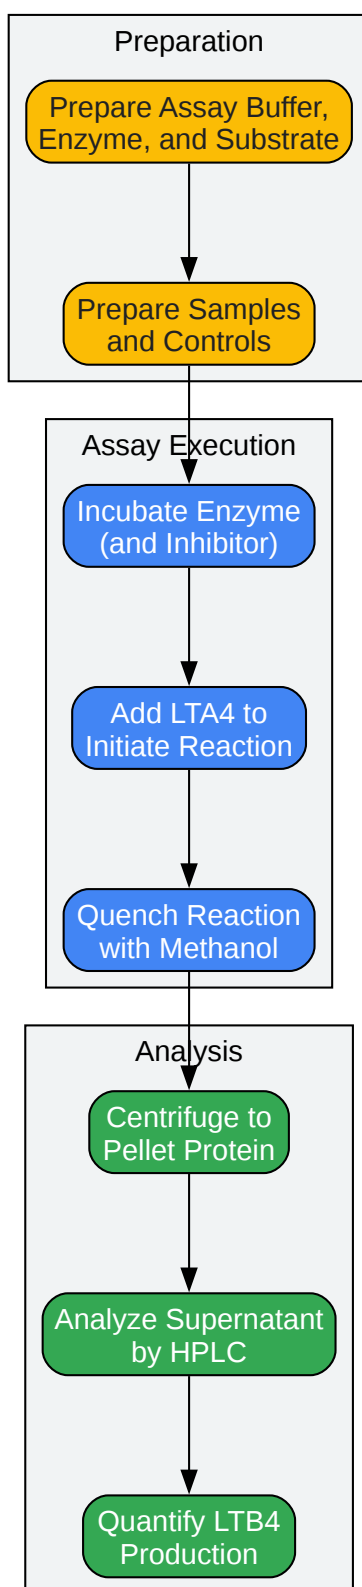 Preparation
Prepare Assay Buffer,
Enzyme, and Substrate
Prepare Samples
and Controls
Assay Execution
Incubate Enzyme
(and Inhibitor)
Add LTA4 to
Initiate Reaction
Quench Reaction
with Methanol
Analysis
Centrifuge to
Pellet Protein
Analyze Supernatant
by HPLC
Quantify LTB4
Production